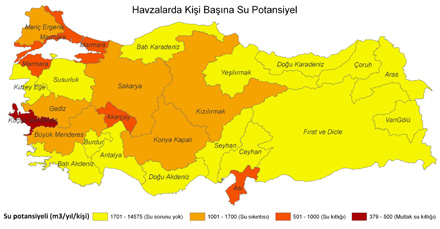 Havzalarda Kişi Başına Su Potansiyel
Meriç Ergene
Marmara
Marmara
Marmara
Batı Karadeniz
Doğu Karadeniz
Çoruh
Aras
Yeşilırmak
Susurluk
Kuzey Ege
Sakarya
Gediz
Akarçay
Kızılırmak
Fırat ve Dicle
VanGölü
Büyük Menderes
Konya Kapalı
Burdur
Seyhan
Ceyhan
Antalya
Batı Akdeniz
Doğu Akdeniz
Asi
Su potansiyeli (m3/yıl/kişi) 1701 - 14575 (Su sorunu yok) 1001 - 1700 (Su sıkıntısı) 501 - 1000 (Su kıtlığı) 379 - 500 (Mutlak su kıtlığı)